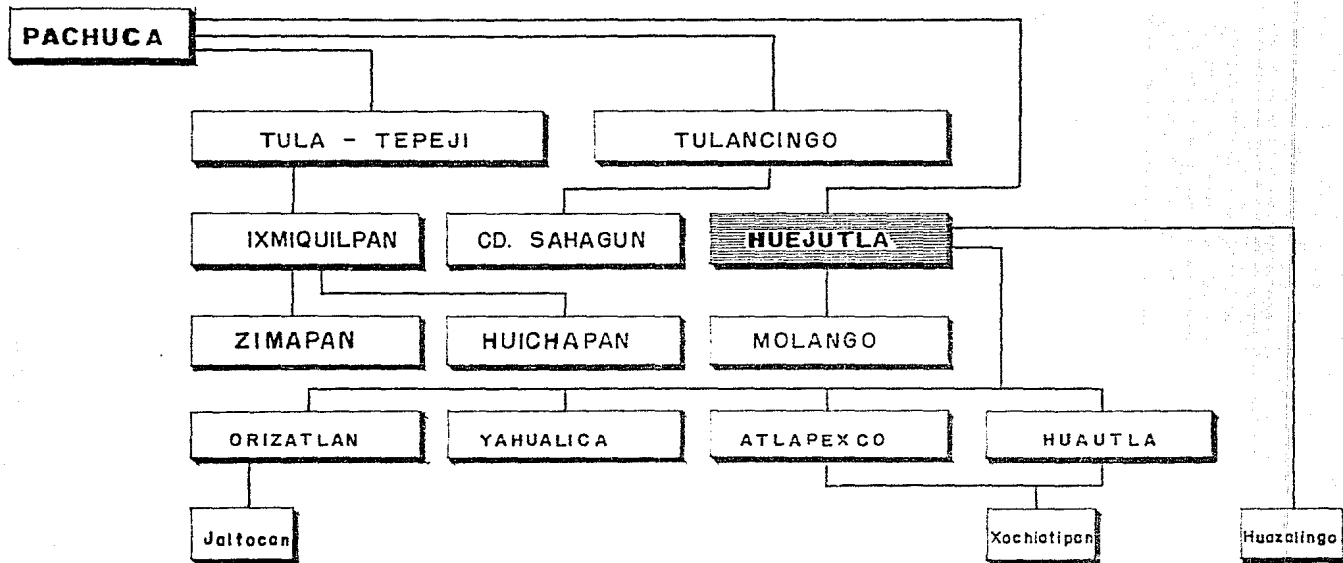 PACHUCA
TULA - TEPEJI
TULANCINGO
IXMIQUILPAN
CD. SAHAGUN
HUEJUTLA
ZIMAPAN
HUICHAPAN
MOLANGO
ORIZATLAN
YAHUALICA
ATLAPEXCO
HUAUTLA
Jaltocan
Xochiatipan
Huazalingo